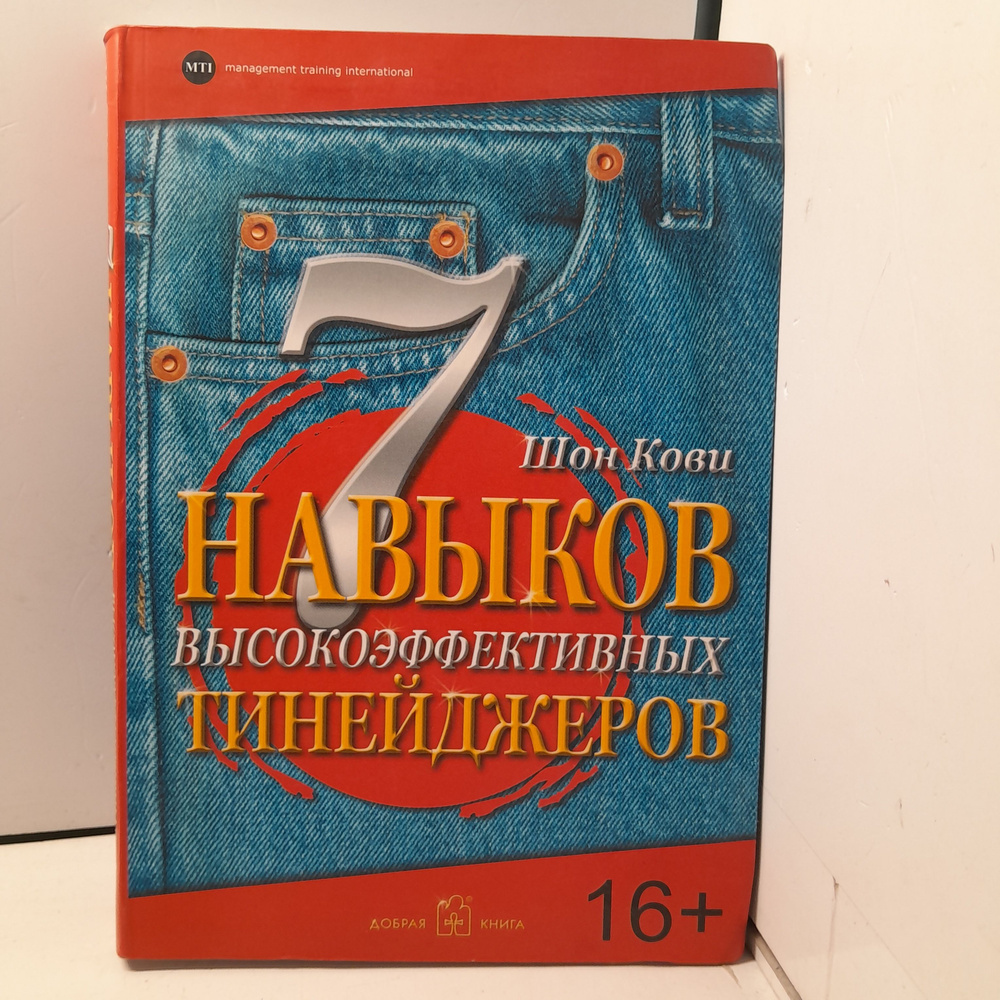 MTI management training international
7
Шон Кови
НАВЫКОВ
ВЫСОКОЭФФЕКТИВНЫХ
ТИНЕЙДЖЕРОВ
ДОБРАЯ КНИГА
16+